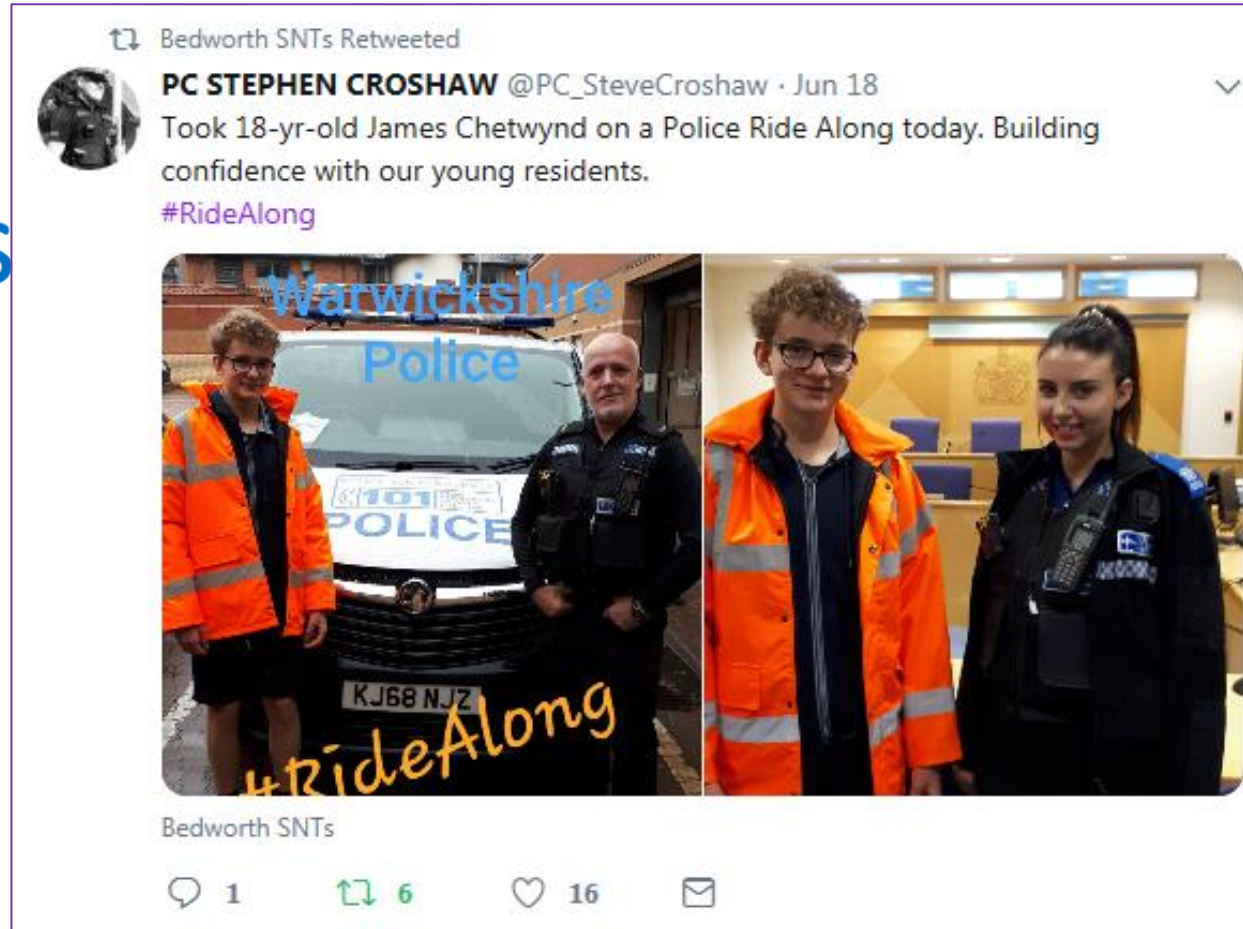 Bedworth SNTs Retweeted
PC STEPHEN CROSHAW @PC_SteveCroshaw · Jun 18
Took 18-yr-old James Chetwynd on a Police Ride Along today. Building
confidence with our young residents.
#RideAlong
s
Warwickshire
Police
101
POLICE
KJ68 NJZ
#RideAlong
Bedworth SNTs
1 6 16